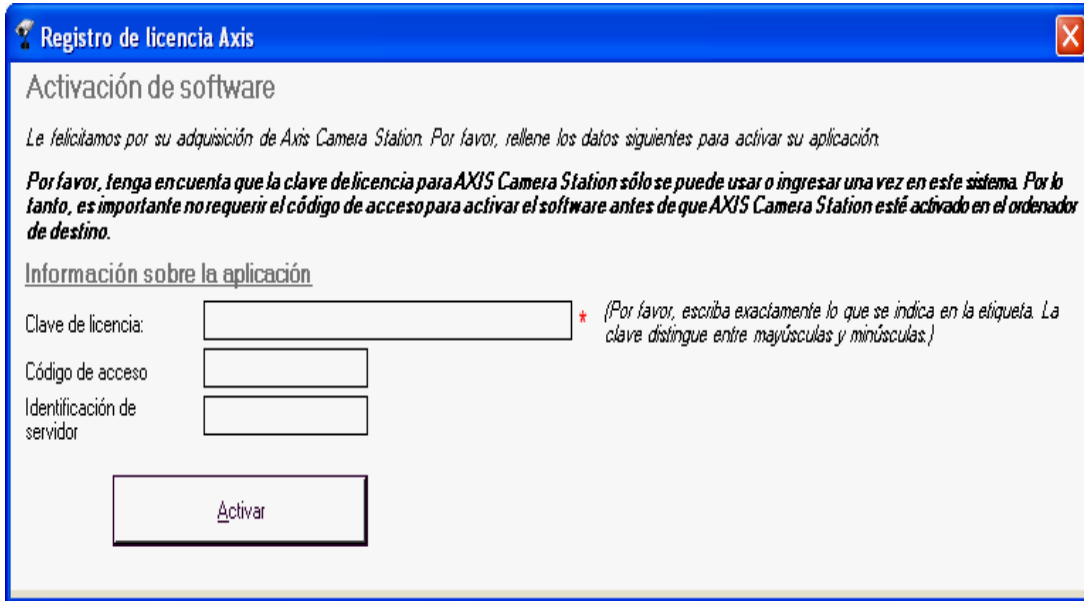 Registro de licencia Axis
Activación de software
Le felicitamos por su adquisición de Axis Camera Station. Por favor, rellene los datos siguientes para activar su aplicación.
Por favor, tenga en cuenta que la clave de licencia para AXIS Camera Station sólo se puede usar o ingresar una vez en este sistema. Por lo
tanto, es importante no requerir el código de acceso para activar el software antes de que AXIS Camera Station esté activado en el ordenador
de destino.
Información sobre la aplicación
Clave de licencia:
* (Por favor, escriba exactamente lo que se indica en la etiqueta. La
clave distingue entre mayúsculas y minúsculas.)
Código de acceso
Identificación de
servidor
Activar